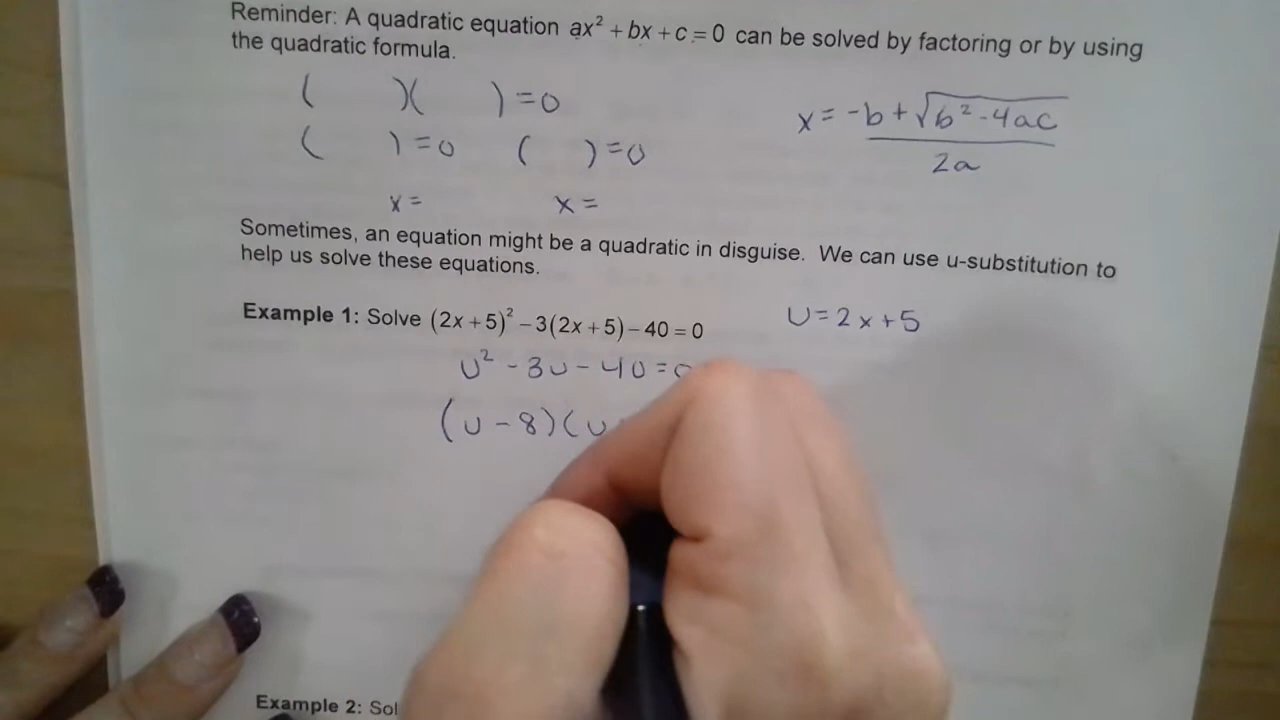 Reminder: A quadratic equation ax² + bx + c = 0 can be solved by factoring or by using
the quadratic formula.
( )( ) = 0
( ) = 0 ( ) = 0
x = x =
x = -b + √b² - 4ac / 2a
Sometimes, an equation might be a quadratic in disguise. We can use u-substitution to
help us solve these equations.
Example 1: Solve (2x + 5)² − 3(2x + 5) − 40 = 0
U = 2x + 5
u² - 3u - 40 =
(u - 8)(u
Example 2: